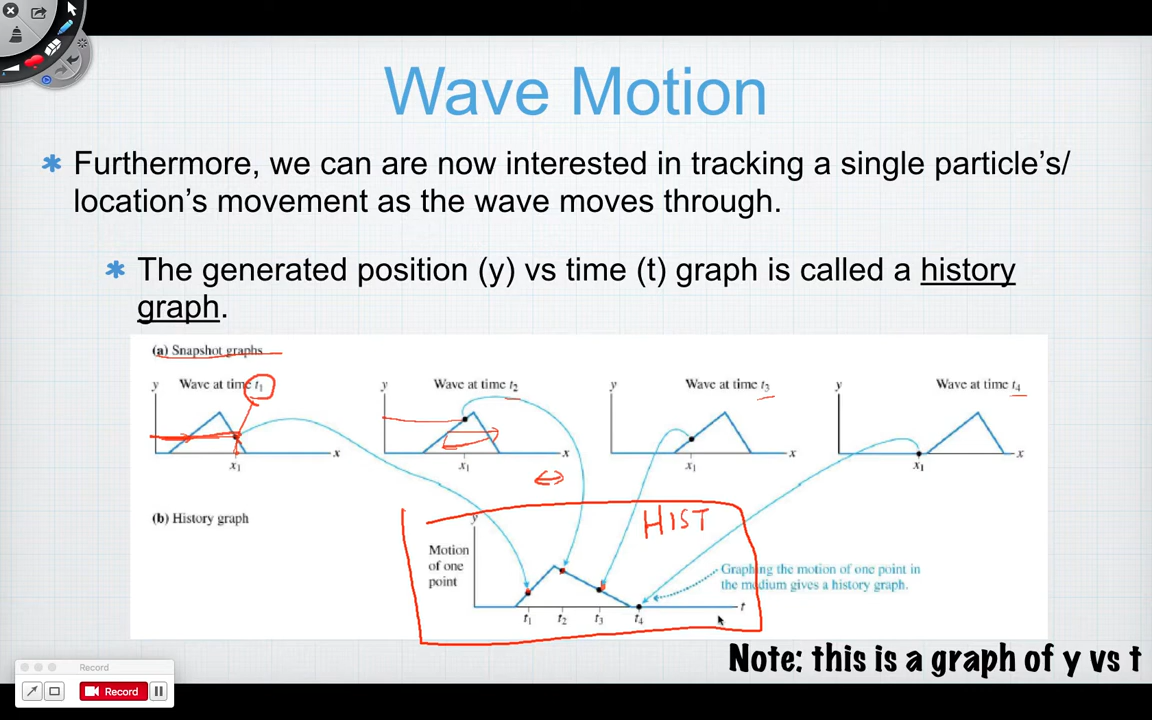 Wave Motion
Furthermore, we can are now interested in tracking a single particle's/
location's movement as the wave moves through.
The generated position (y) vs time (t) graph is called a history
graph.
(a) Snapshot graphs
y Wave at time t₁
x₁ x
y Wave at time t₂
x₁ x
y Wave at time t₃
x₁ x
y Wave at time t₄
x₁ x
(b) History graph
y
HIST
Motion
of one
point
t₁ t₂ t₃ t₄ t
Graphing the motion of one point in
the medium gives a history graph.
Note: this is a graph of y vs t
Record
Record